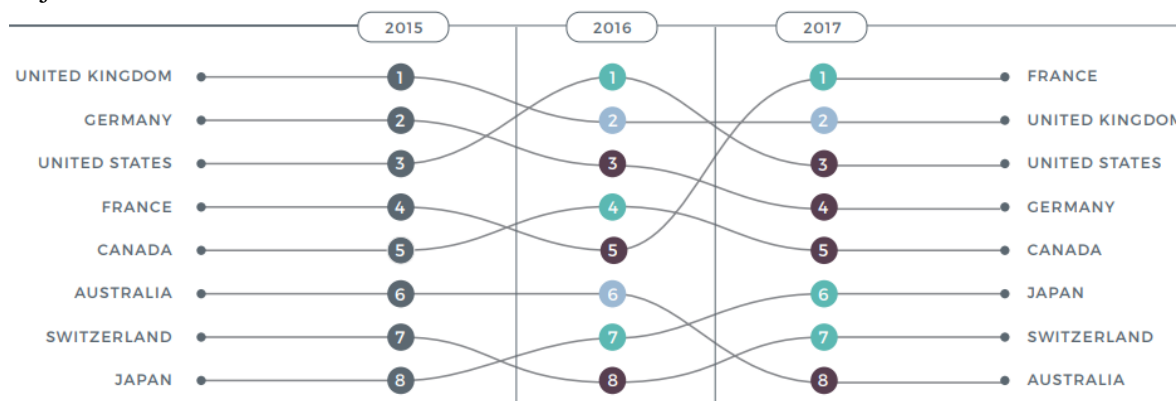 2015 2016 2017
UNITED KINGDOM 1 1 1 FRANCE
GERMANY 2 2 2 UNITED KINGDOM
UNITED STATES 3 3 3 UNITED STATES
FRANCE 4 4 4 GERMANY
CANADA 5 5 5 CANADA
AUSTRALIA 6 6 6 JAPAN
SWITZERLAND 7 7 7 SWITZERLAND
JAPAN 8 8 8 AUSTRALIA